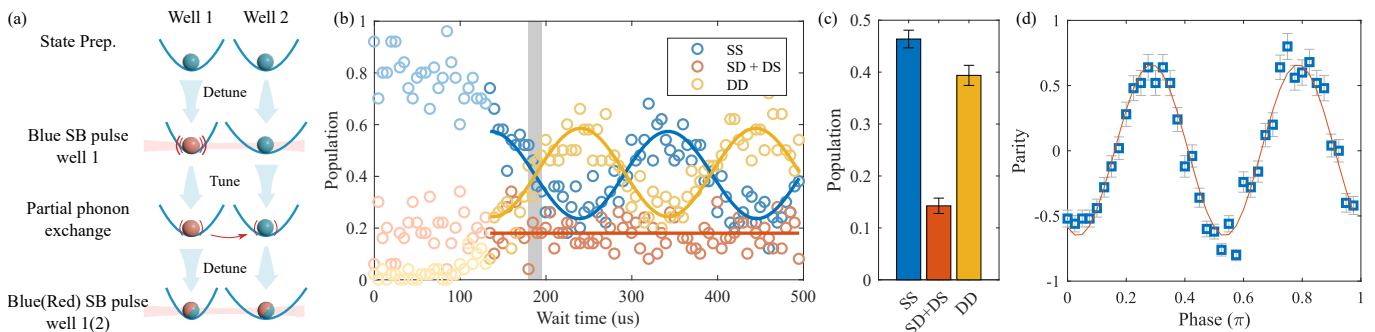 (a)
Well 1
Well 2
State Prep.
Detune
Blue SB pulse
well 1
Tune
Partial phonon
exchange
Detune
Blue(Red) SB pulse
well 1(2)
(b)
Population
1
0.8
0.6
0.4
0.2
0
0
100
200
300
400
500
Wait time (us)
SS
SD + DS
DD
(c)
Population
0.5
0.4
0.3
0.2
0.1
0
SS
SD+DS
DD
(d)
Parity
1
0.5
0
-0.5
-1
0
0.2
0.4
0.6
0.8
1
Phase (π)